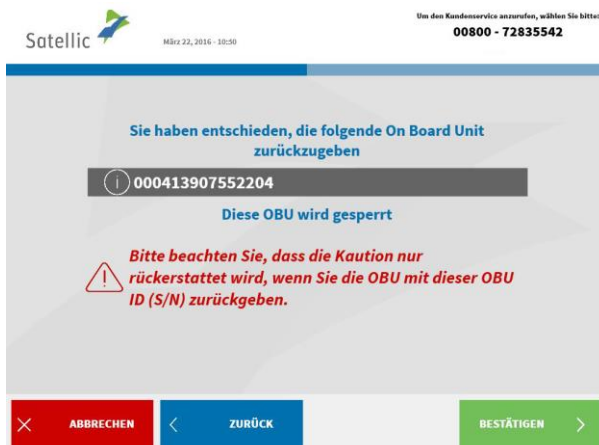 Satellic
März 22, 2016 - 10:50
Um den Kundenservice anzurufen, wählen Sie bitte:
00800 - 72835542
Sie haben entschieden, die folgende On Board Unit
zurückzugeben
000413907552204
Diese OBU wird gesperrt
Bitte beachten Sie, dass die Kaution nur
rückerstattet wird, wenn Sie die OBU mit dieser OBU
ID (S/N) zurückgeben.
ABBRECHEN
ZURÜCK
BESTÄTIGEN